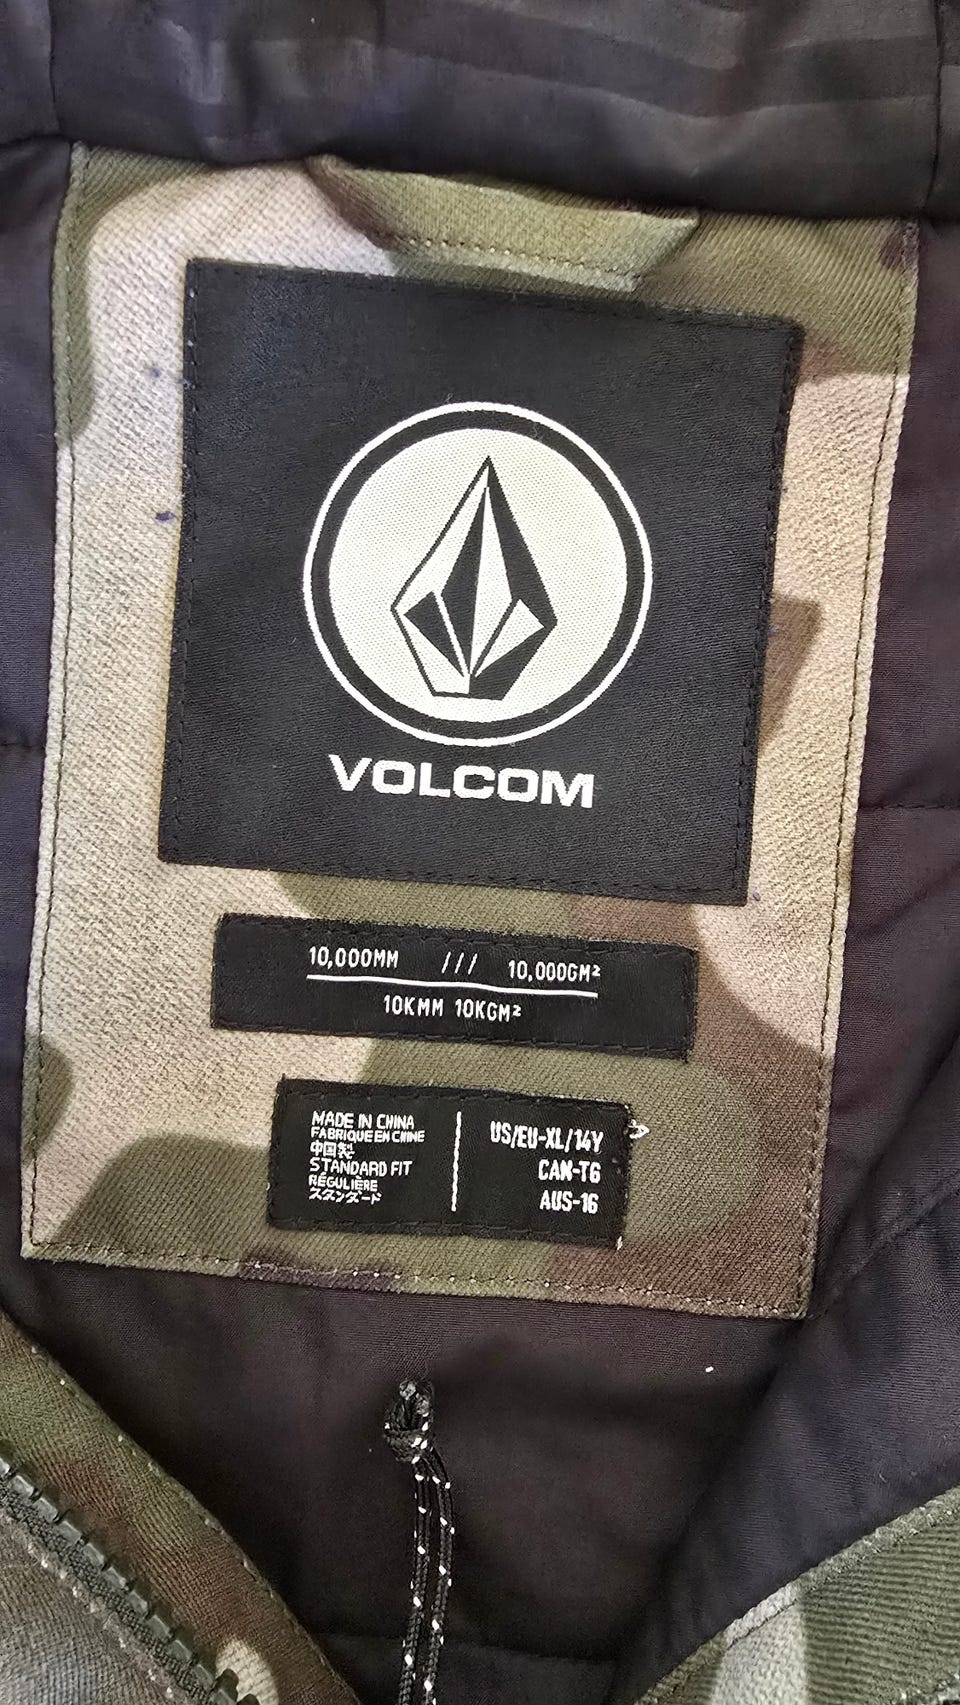 VOLCOM
10,000MM /// 10,000GM²
10KMM 10KGM²
MADE IN CHINA
FABRIQUE EN CHINE
中国製
STANDARD FIT
RÉGULIÈRE
スタンダード
US/EU-XL/14Y
CAN-T6
AUS-16